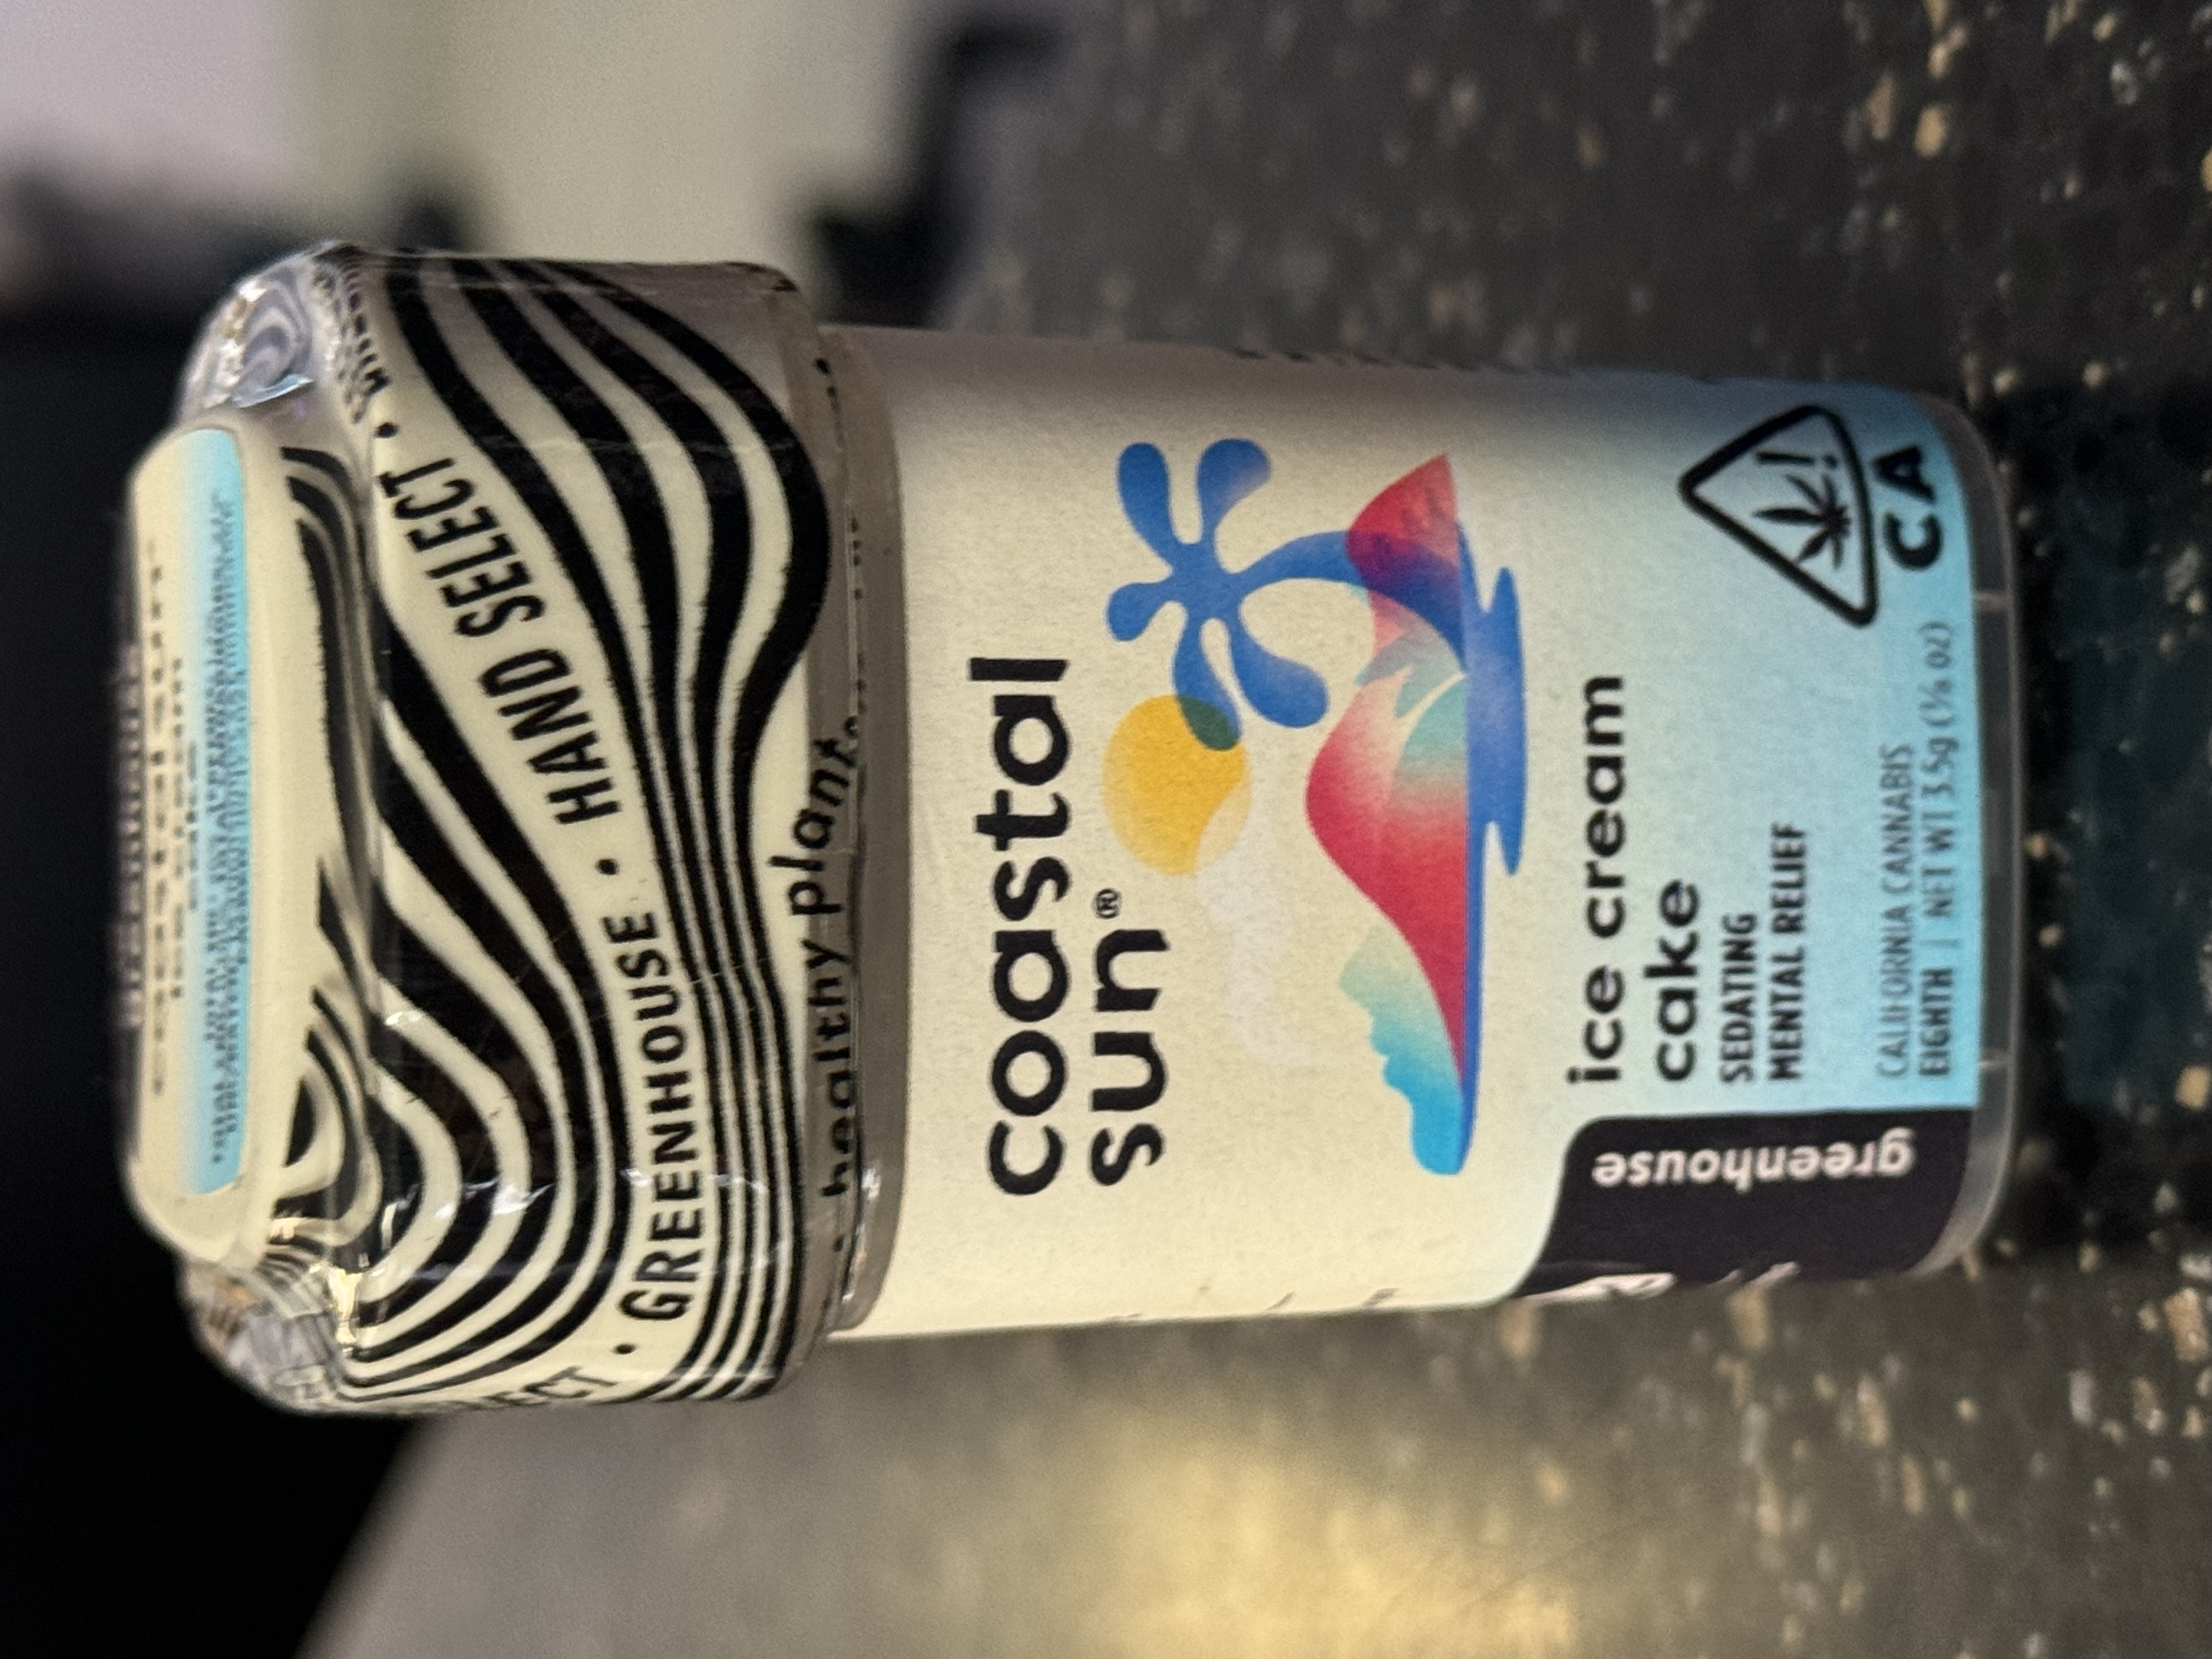 GREENHOUSE • HAND SELECT •
healthy plant
coastal
sun®
ice cream
cake
SEDATING
MENTAL RELIEF
CALIFORNIA CANNABIS
EIGHTH | NET WT 3.5g (⅛ oz)
greenhouse
CA